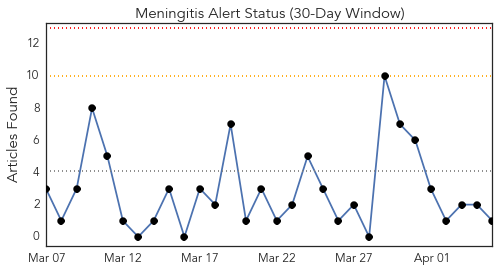 Meningitis Alert Status (30-Day Window)
Articles Found
12
10
8
6
4
2
0
Mar 07 Mar 12 Mar 17 Mar 22 Mar 27 Apr 01